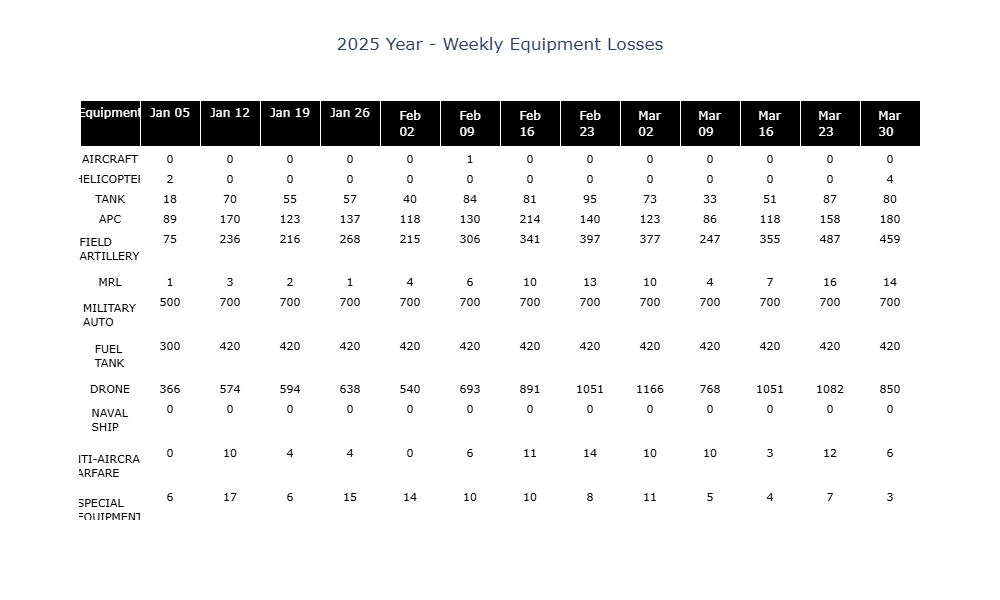 2025 Year - Weekly Equipment Losses
Equipment Jan 05 Jan 12 Jan 19 Jan 26 Feb 02 Feb 09 Feb 16 Feb 23 Mar 02 Mar 09 Mar 16 Mar 23 Mar 30
AIRCRAFT 0 0 0 0 0 1 0 0 0 0 0 0 0
HELICOPTER 2 0 0 0 0 0 0 0 0 0 0 0 4
TANK 18 70 55 57 40 84 81 95 73 33 51 87 80
APC 89 170 123 137 118 130 214 140 123 86 118 158 180
FIELD 75 236 216 268 215 306 341 397 377 247 355 487 459
ARTILLERY
MRL 1 3 2 1 4 6 10 13 10 4 7 16 14
MILITARY 500 700 700 700 700 700 700 700 700 700 700 700 700
AUTO
FUEL 300 420 420 420 420 420 420 420 420 420 420 420 420
TANK
DRONE 366 574 594 638 540 693 891 1051 1166 768 1051 1082 850
NAVAL 0 0 0 0 0 0 0 0 0 0 0 0 0
SHIP
TI-AIRCRA 0 10 4 4 0 6 11 14 10 10 3 12 6
ARFARE
SPECIAL 6 17 6 15 14 10 10 8 11 5 4 7 3
EQUIPMENT